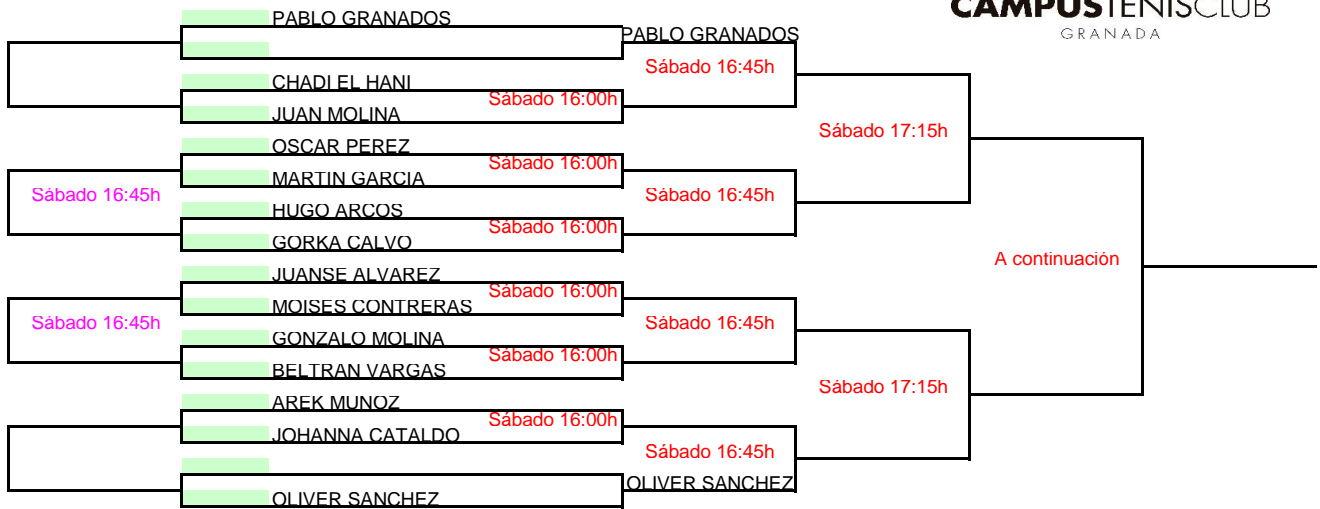 CAMPUSTENISCLUB
GRANADA
PABLO GRANADOS
PABLO GRANADOS
Sábado 16:45h
CHADI EL HANI
Sábado 16:00h
JUAN MOLINA
Sábado 17:15h
OSCAR PEREZ
Sábado 16:00h
MARTIN GARCIA
Sábado 16:45h
Sábado 16:45h
HUGO ARCOS
Sábado 16:00h
GORKA CALVO
A continuación
JUANSE ALVAREZ
Sábado 16:00h
MOISES CONTRERAS
Sábado 16:45h
Sábado 16:45h
GONZALO MOLINA
Sábado 16:00h
BELTRAN VARGAS
Sábado 17:15h
AREK MUNOZ
Sábado 16:00h
JOHANNA CATALDO
Sábado 16:45h
OLIVER SANCHEZ
OLIVER SANCHEZ